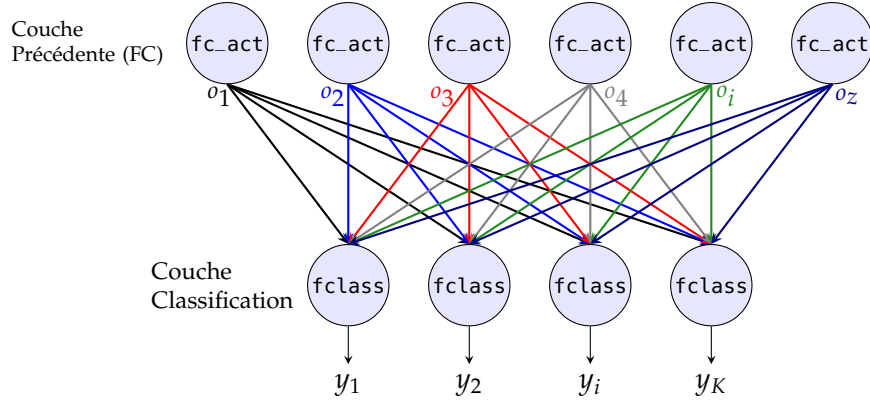 Couche
Précédente (FC)
fc_act fc_act fc_act fc_act fc_act fc_act
o1 o2 o3 o4 oi oz
Couche
Classification
fclass fclass fclass fclass
y1 y2 yi yK